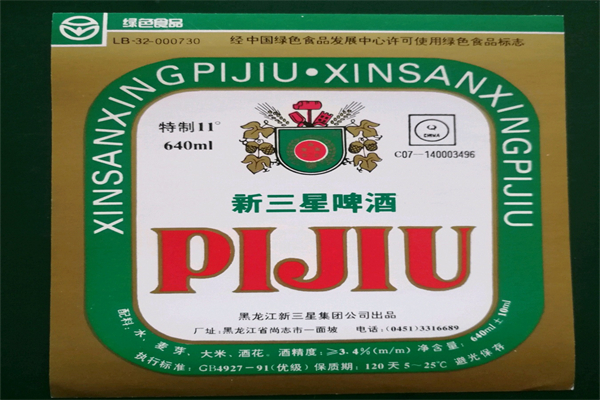 绿色食品
LB-32-000730 经中国绿色食品发展中心许可使用绿色食品标志
XINSANXINGPIJIU·XINSANXINGPIJIU
特制11°
640ml
CHINA
C07-140003496
新三星啤酒
PIJIU
黑龙江新三星集团公司出品
厂址:黑龙江省尚志市一面坡 电话:(0451)3316689
配料:水、麦芽、大米、酒花。酒精度:≥3.4%(m/m) 净含量:640ml±10ml
执行标准:GB4927-91(优级) 保质期:120天 5~25℃ 避光保存